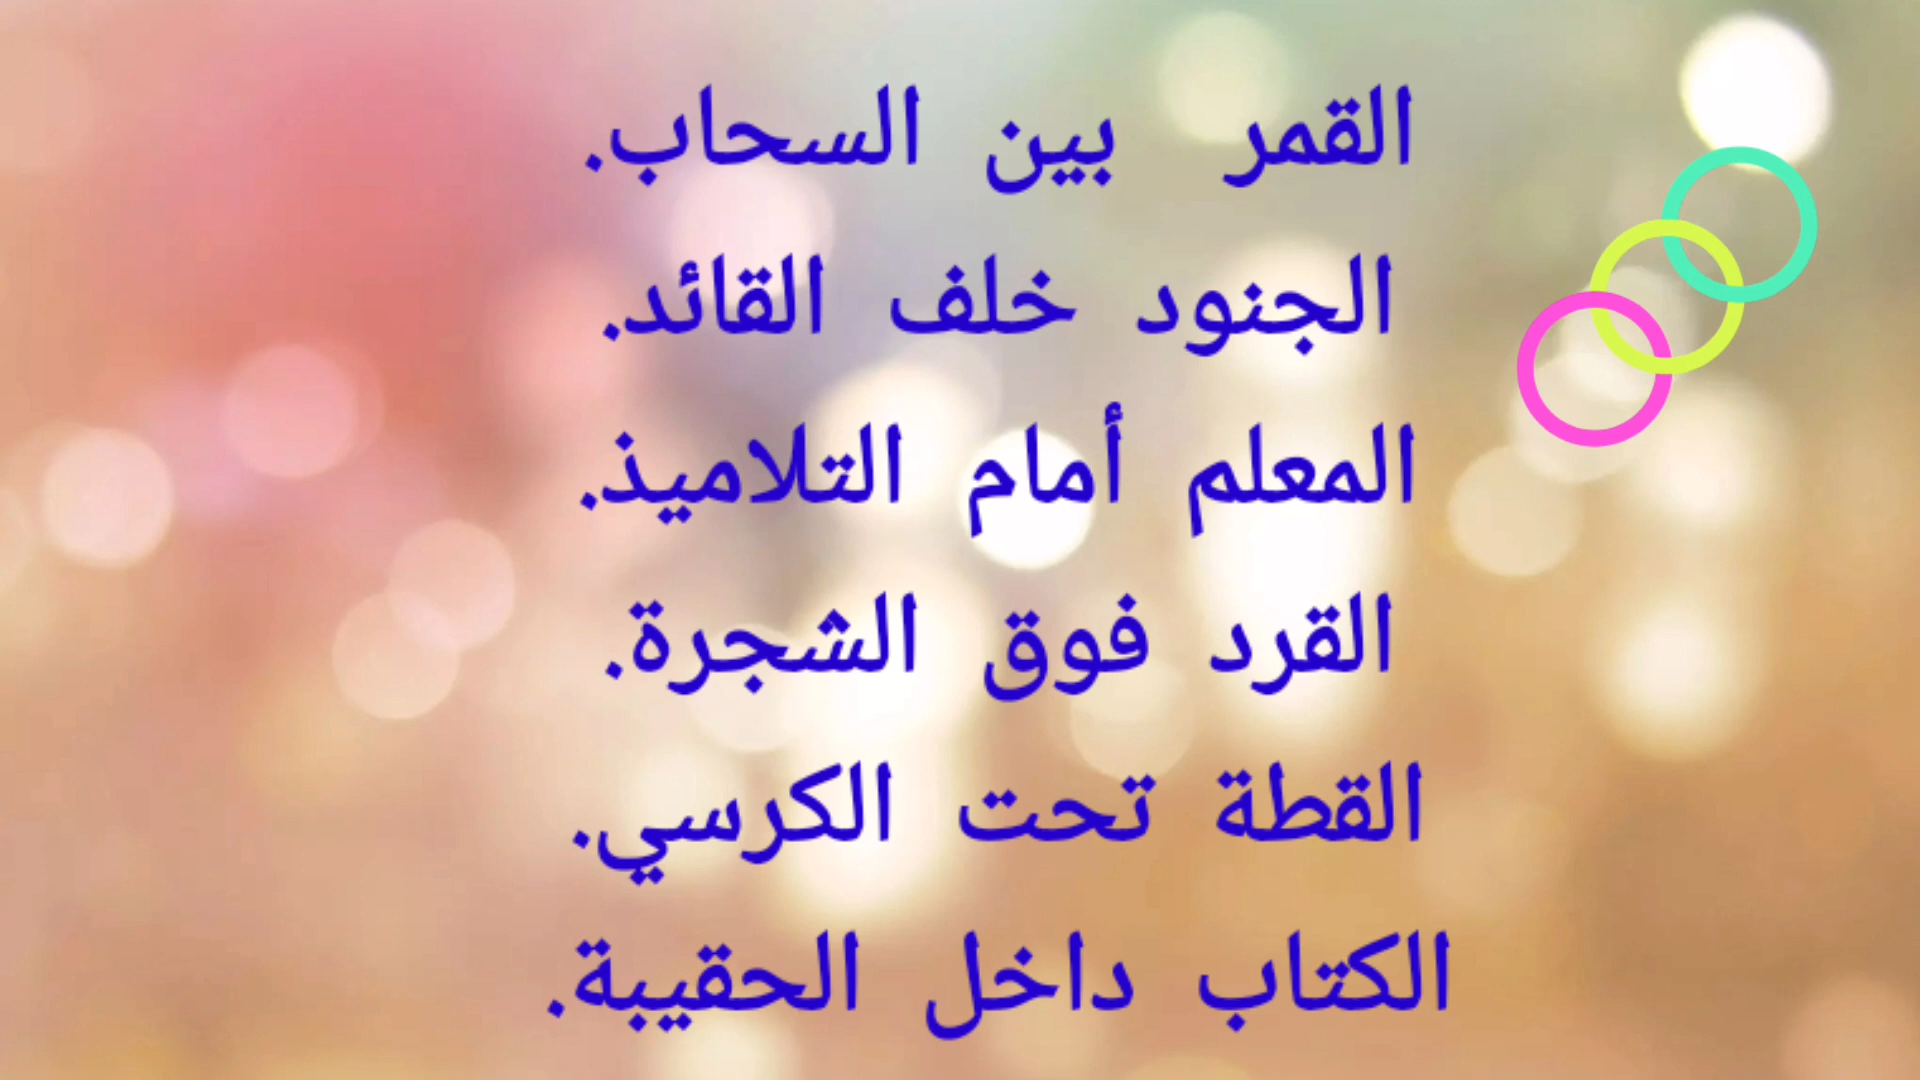 القمر بين السحاب.
الجنود خلف القائد.
المعلم أمام التلاميذ.
القرد فوق الشجرة.
القطة تحت الكرسي.
الكتاب داخل الحقيبة.